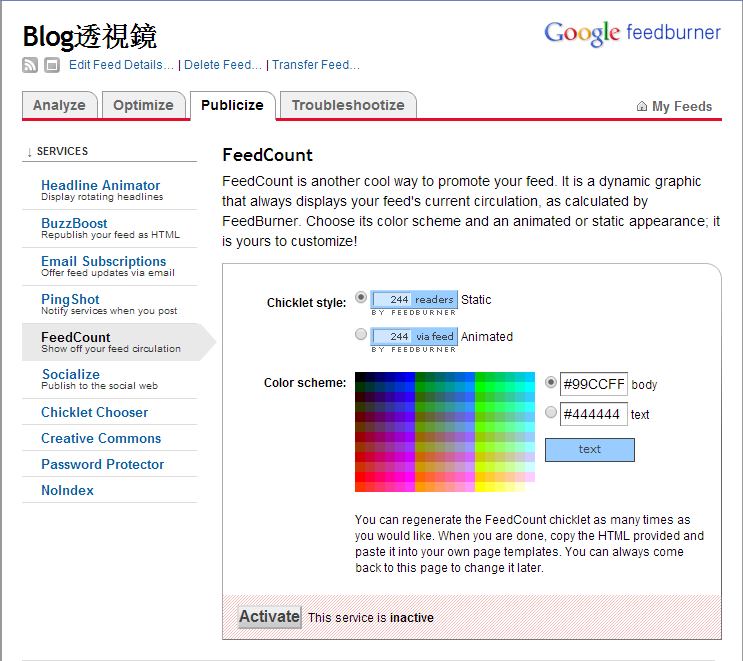 Blog透視鏡
Google feedburner
Edit Feed Details... | Delete Feed... | Transfer Feed...
Analyze
Optimize
Publicize
Troubleshootize
My Feeds
↓ SERVICES
Headline Animator
Display rotating headlines
BuzzBoost
Republish your feed as HTML
Email Subscriptions
Offer feed updates via email
PingShot
Notify services when you post
FeedCount
Show off your feed circulation
Socialize
Publish to the social web
Chicklet Chooser
Creative Commons
Password Protector
NoIndex
FeedCount
FeedCount is another cool way to promote your feed. It is a dynamic graphic
that always displays your feed's current circulation, as calculated by
FeedBurner. Choose its color scheme and an animated or static appearance; it
is yours to customize!
Chicklet style:
244 readers Static
BY FEEDBURNER
244 via feed Animated
BY FEEDBURNER
Color scheme:
#99CCFF body
#444444 text
text
You can regenerate the FeedCount chicklet as many times as
you would like. When you are done, copy the HTML provided and
paste it into your own page templates. You can always come
back to this page to change it later.
Activate This service is inactive